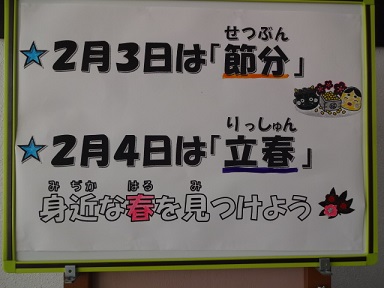 せつぶん
★2月3日は「節分」
りっしゅん
★2月4日は「立春」
みぢか はる み
身近な春を見つけよう